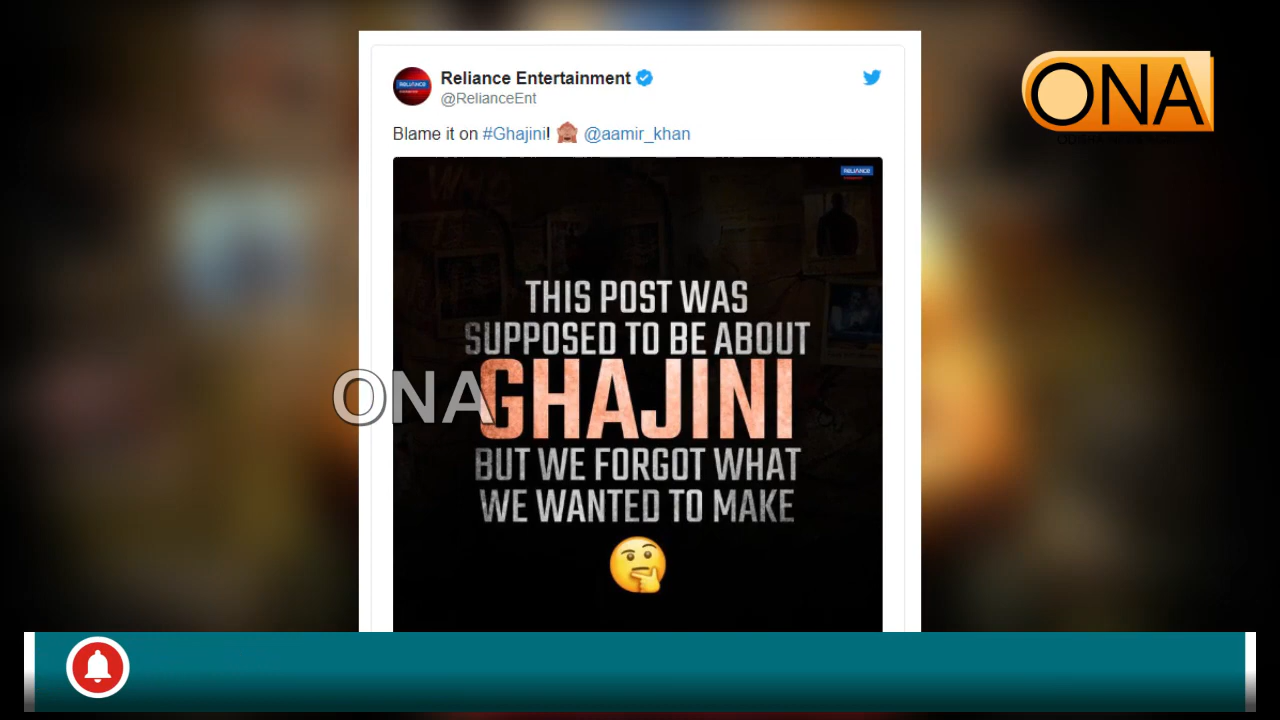 Reliance Entertainment
@RelianceEnt
Blame it on #Ghajini! 🙈 @aamir_khan
RELIANCE
THIS POST WAS
SUPPOSED TO BE ABOUT
GHAJINI
BUT WE FORGOT WHAT
WE WANTED TO MAKE
ONA
ONA